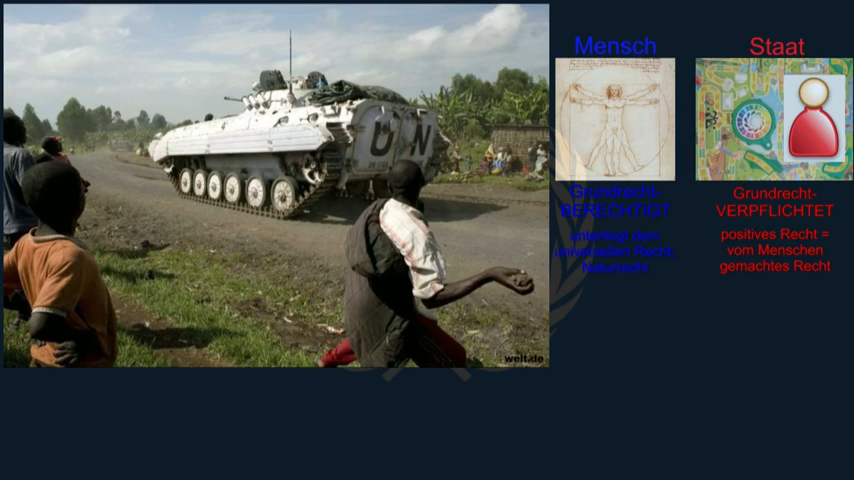 Mensch
Staat
UN
welt.de
Grundrecht-
BERECHTIGT
unterliegt dem
universellen Recht;
Naturrecht
Grundrecht-
VERPFLICHTET
positives Recht =
vom Menschen
gemachtes Recht